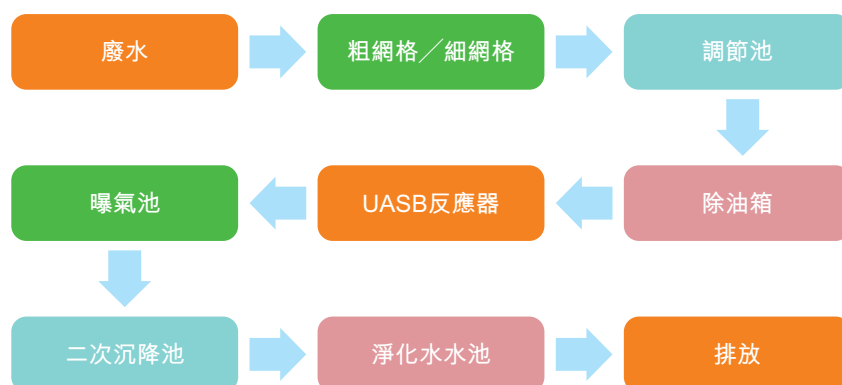 廢水
粗網格╱細網格
調節池
除油箱
UASB反應器
曝氣池
二次沉降池
淨化水水池
排放